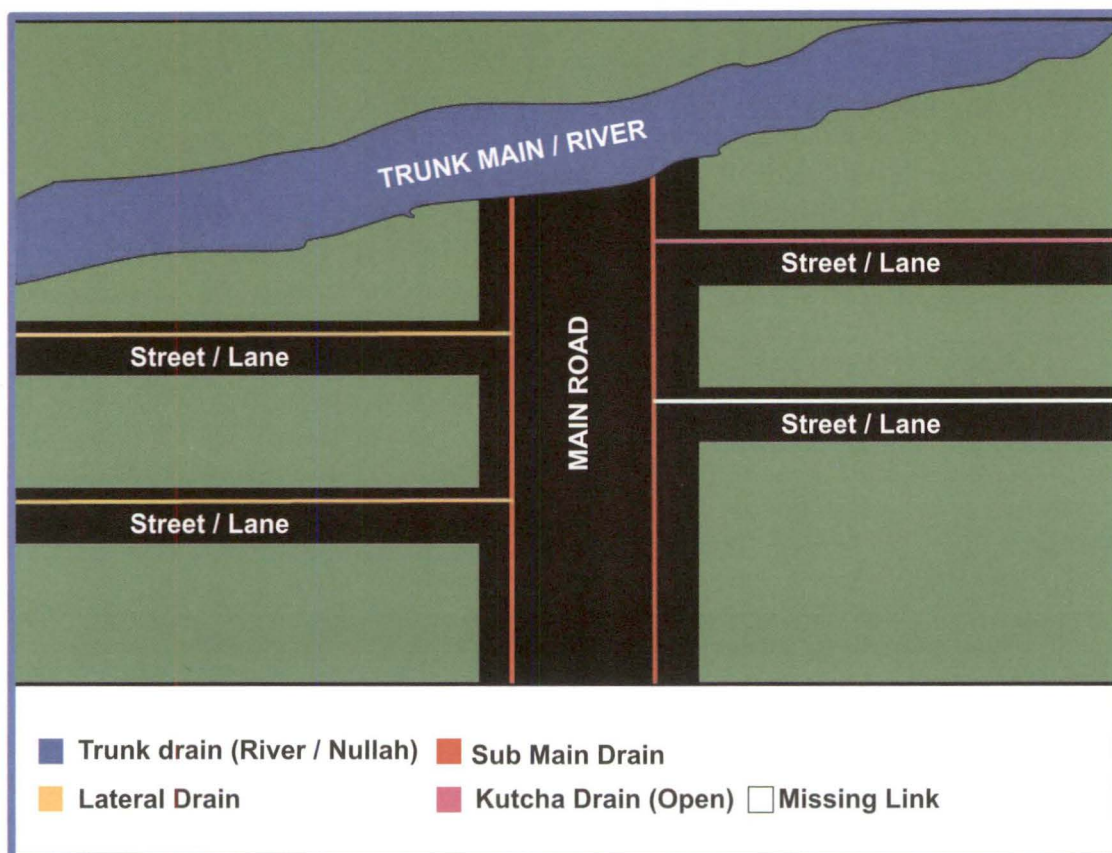 TRUNK MAIN / RIVER
Street / Lane
MAIN ROAD
Street / Lane
Street / Lane
Street / Lane
Trunk drain (River / Nullah)
Sub Main Drain
Lateral Drain
Kutcha Drain (Open)
Missing Link